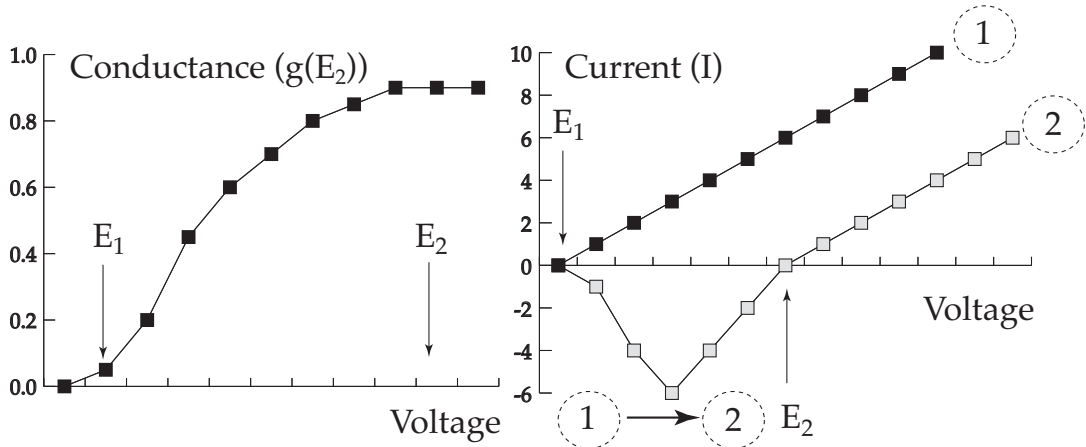 Conductance (g(E₂))
1.0
0.8
0.6
0.4
0.2
0.0
E₁
E₂
Voltage
Current (I)
10
8
6
4
2
0
-2
-4
-6
E₁
1
2
Voltage
1
2
E₂